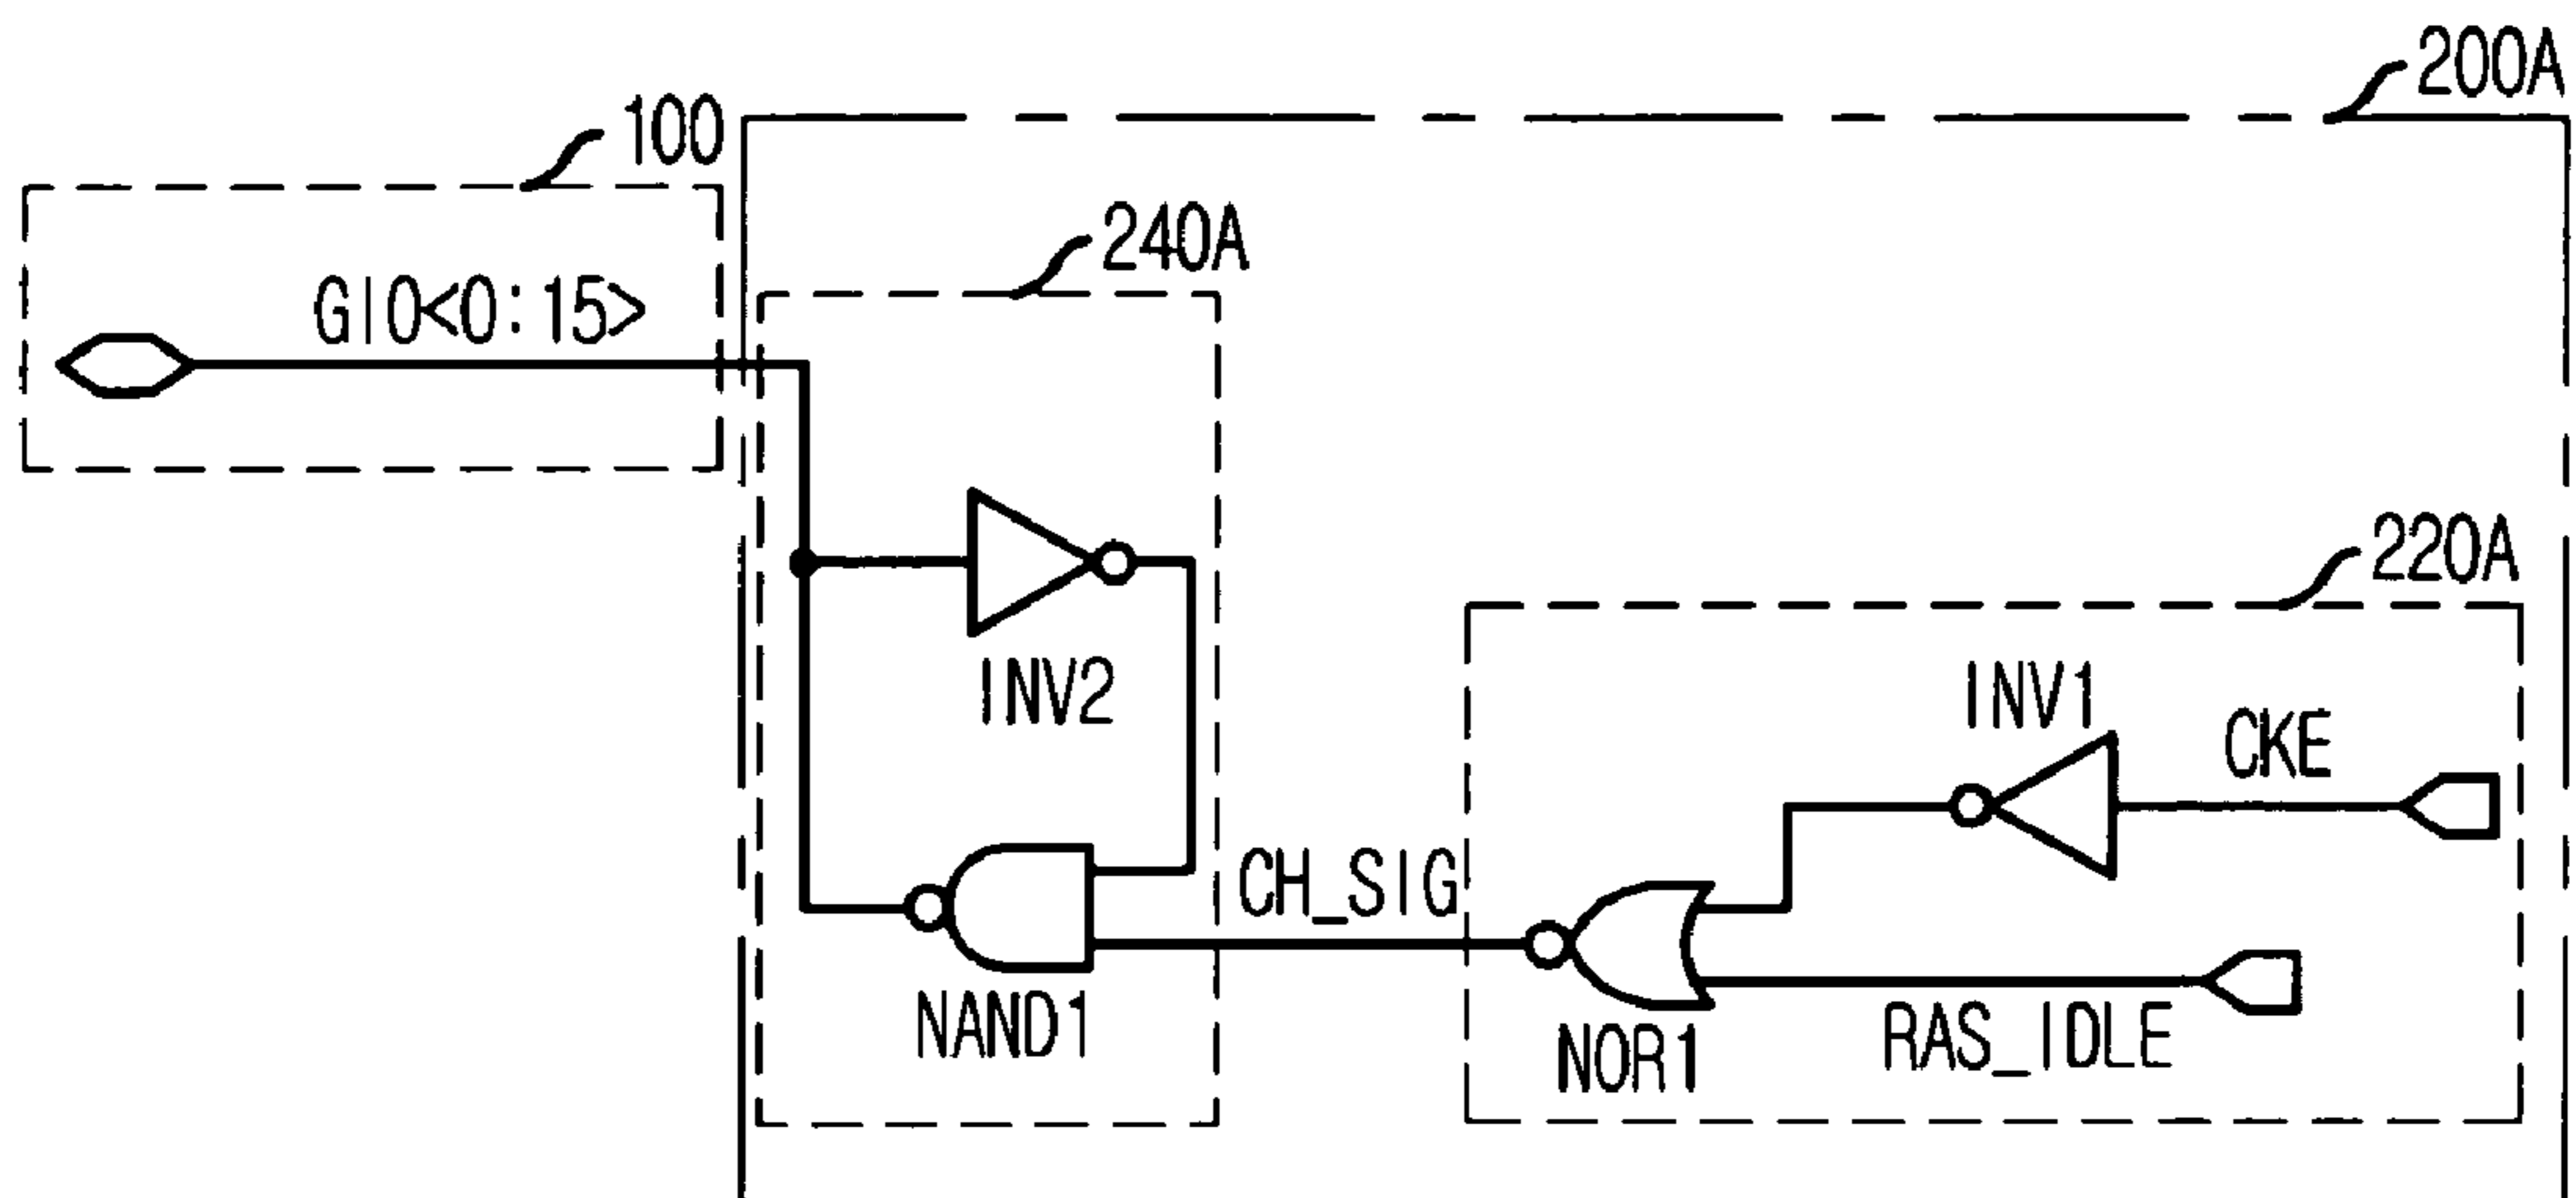 200A
100
240A
GIO<0:15>
220A
INV2
INV1
CKE
CH_SIG
NAND1
NOR1
RAS_IDLE